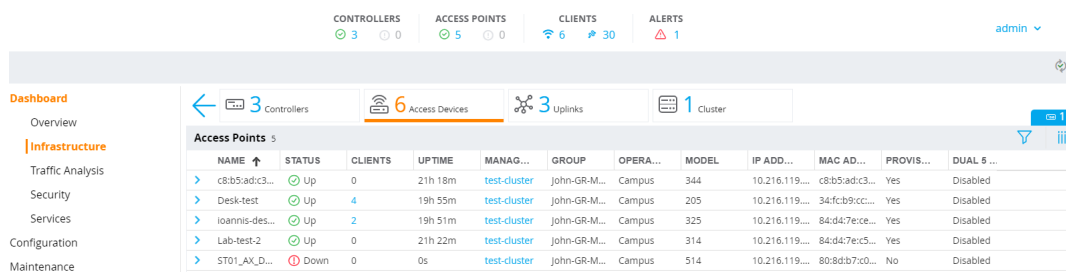 CONTROLLERS ACCESS POINTS CLIENTS ALERTS
3 0 5 0 6 30 1
admin
Dashboard
Overview
Infrastructure
Traffic Analysis
Security
Services
Configuration
Maintenance
3 Controllers 6 Access Devices 3 Uplinks 1 Cluster
1
Access Points 5
NAME STATUS CLIENTS UPTIME MANAG... GROUP OPERA... MODEL IP ADD... MAC AD... PROVIS... DUAL 5 ...
c8:b5:ad:c3... Up 0 21h 18m test-cluster John-GR-M... Campus 344 10.216.119.... c8:b5:ad:c3... Yes Disabled
Desk-test Up 4 19h 55m test-cluster John-GR-M... Campus 205 10.216.119.... 34:fc:b9:cc:... Yes Disabled
ioannis-des... Up 2 19h 51m test-cluster John-GR-M... Campus 325 10.216.119.... 84:d4:7e:ce... Yes Disabled
Lab-test-2 Up 0 21h 22m test-cluster John-GR-M... Campus 314 10.216.119.... 84:d4:7e:c5... Yes Disabled
ST01_AX_D... Down 0 0s test-cluster John-GR-M... Campus 514 10.216.119.... 80:8d:b7:c0... No Disabled